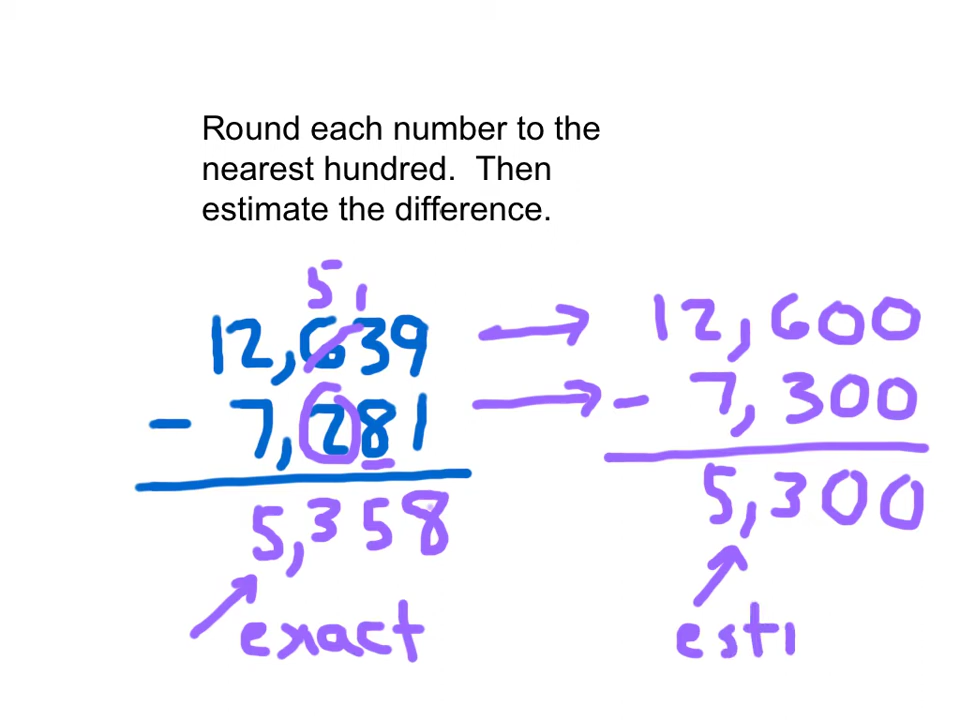 Round each number to the
nearest hundred. Then
estimate the difference.
5 1
12,639 → 12,600
- 7,281 → - 7,300
5,358 5,300
exact esti